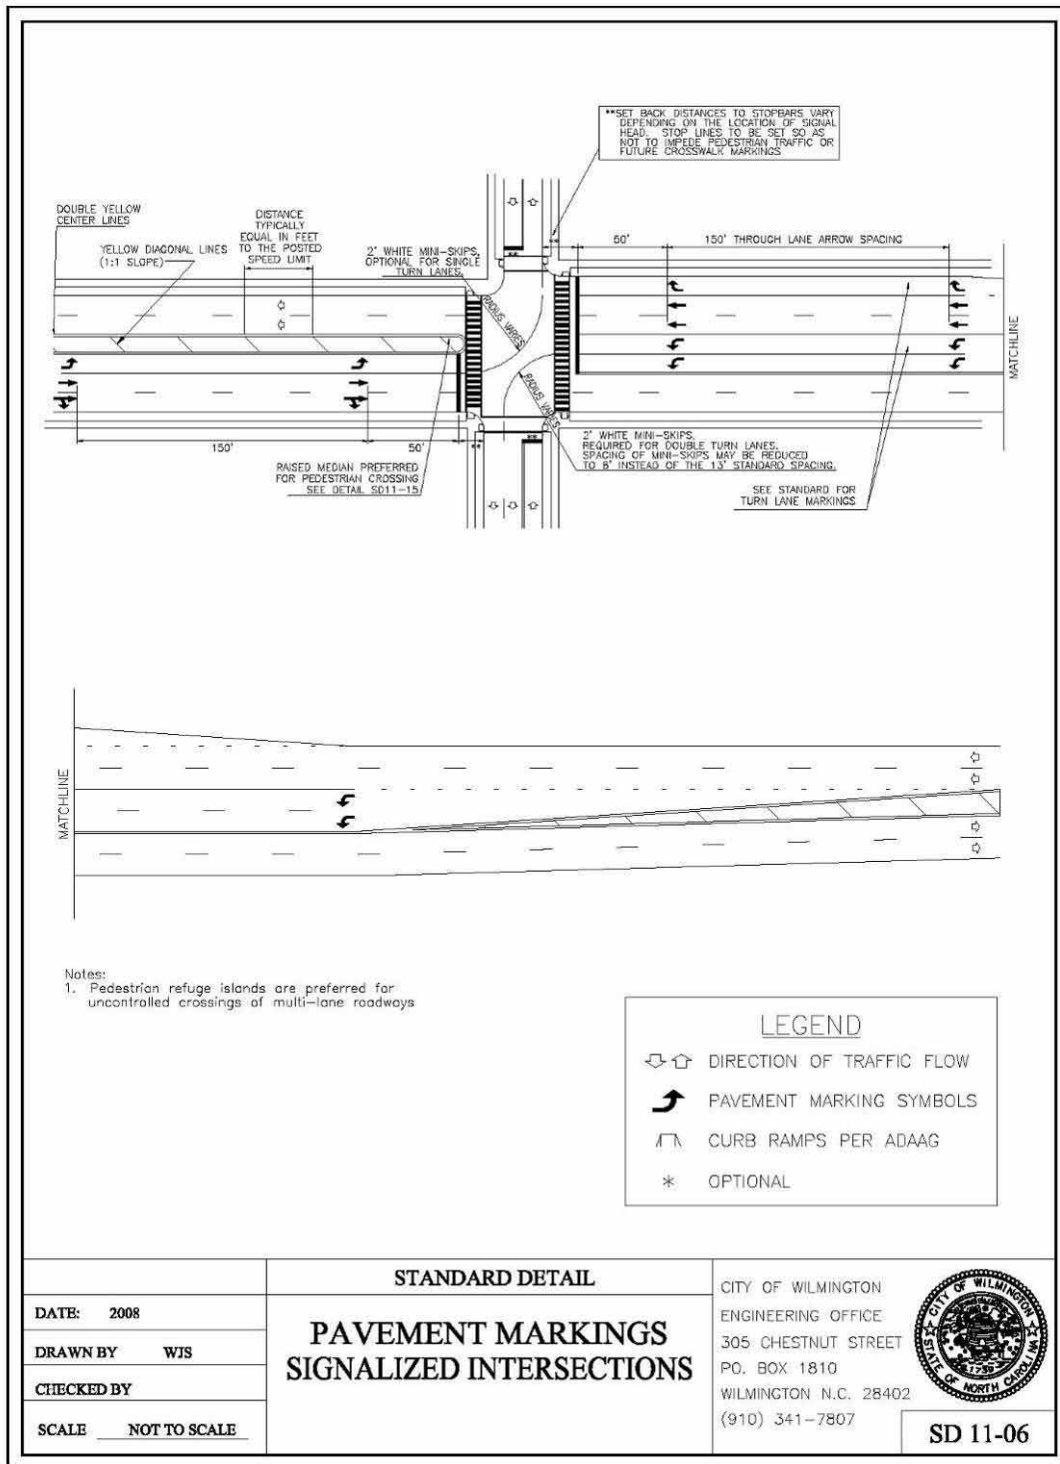 **SET BACK DISTANCES TO STOPBARS VARY
DEPENDING ON THE LOCATION OF SIGNAL
HEAD. STOP LINES TO BE SET SO AS
NOT TO IMPEDE PEDESTRIAN TRAFFIC OR
FUTURE CROSSWALK MARKINGS
DOUBLE YELLOW
CENTER LINES
YELLOW DIAGONAL LINES
(1:1 SLOPE)
DISTANCE
TYPICALLY
EQUAL IN FEET
TO THE POSTED
SPEED LIMIT
2' WHITE MINI-SKIPS,
OPTIONAL FOR SINGLE
TURN LANES.
**
50'
150' THROUGH LANE ARROW SPACING
RADIUS VARIES
RADIUS VARIES
MATCHLINE
150'
50'
**
**
RAISED MEDIAN PREFERRED
FOR PEDESTRIAN CROSSING
SEE DETAIL SD11-15
2' WHITE MINI-SKIPS,
REQUIRED FOR DOUBLE TURN LANES.
SPACING OF MINI-SKIPS MAY BE REDUCED
TO 8' INSTEAD OF THE 13' STANDARD SPACING.
SEE STANDARD FOR
TURN LANE MARKINGS
MATCHLINE
Notes:
1. Pedestrian refuge islands are preferred for
uncontrolled crossings of multi-lane roadways
LEGEND
DIRECTION OF TRAFFIC FLOW
PAVEMENT MARKING SYMBOLS
CURB RAMPS PER ADAAG
* OPTIONAL
DATE: 2008
DRAWN BY WJS
CHECKED BY
SCALE NOT TO SCALE
STANDARD DETAIL
PAVEMENT MARKINGS
SIGNALIZED INTERSECTIONS
CITY OF WILMINGTON
ENGINEERING OFFICE
305 CHESTNUT STREET
PO. BOX 1810
WILMINGTON N.C. 28402
(910) 341-7807
CITY OF WILMINGTON
STATE OF NORTH CAROLINA
1739
SD 11-06